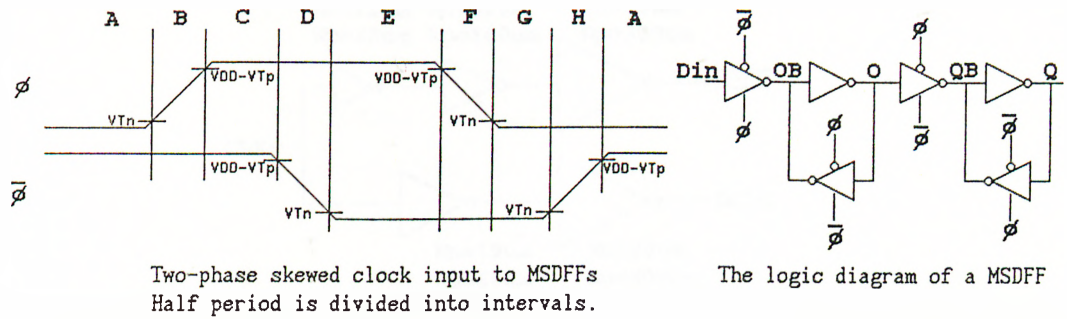 A B C D E F G H A
ϕ
VDD-VTp
VDD-VTp
VTn
VTn
ϕ̅
VDD-VTp
VDD-VTp
VTn
VTn
Two-phase skewed clock input to MSDFFs
Half period is divided into intervals.
ϕ̅
ϕ
Din OB O QB Q
ϕ
ϕ̅
ϕ
ϕ̅
ϕ̅
ϕ
The logic diagram of a MSDFF